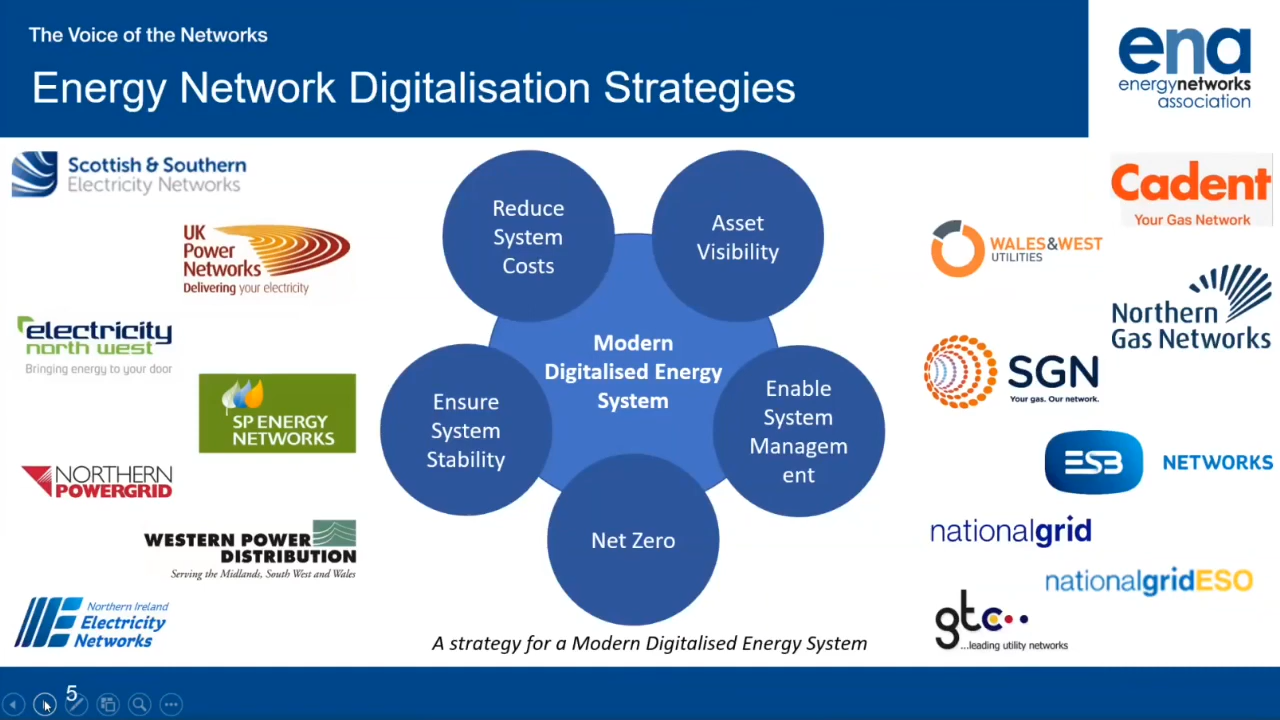 The Voice of the Networks
Energy Network Digitalisation Strategies
ena
energynetworks
association
Scottish & Southern
Electricity Networks
UK
Power
Networks
Delivering your electricity
electricity
north west
Bringing energy to your door
SP ENERGY
NETWORKS
NORTHERN
POWERGRID
WESTERN POWER
DISTRIBUTION
Serving the Midlands, South West and Wales
Northern Ireland
Electricity
Networks
Reduce
System
Costs
Asset
Visibility
Modern
Digitalised Energy
System
Ensure
System
Stability
Enable
System
Managem
ent
Net Zero
A strategy for a Modern Digitalised Energy System
Cadent
Your Gas Network
WALES&WEST
UTILITIES
Northern
Gas Networks
SGN
Your gas. Our network.
ESB NETWORKS
nationalgrid
nationalgridESO
gtc
...leading utility networks
5